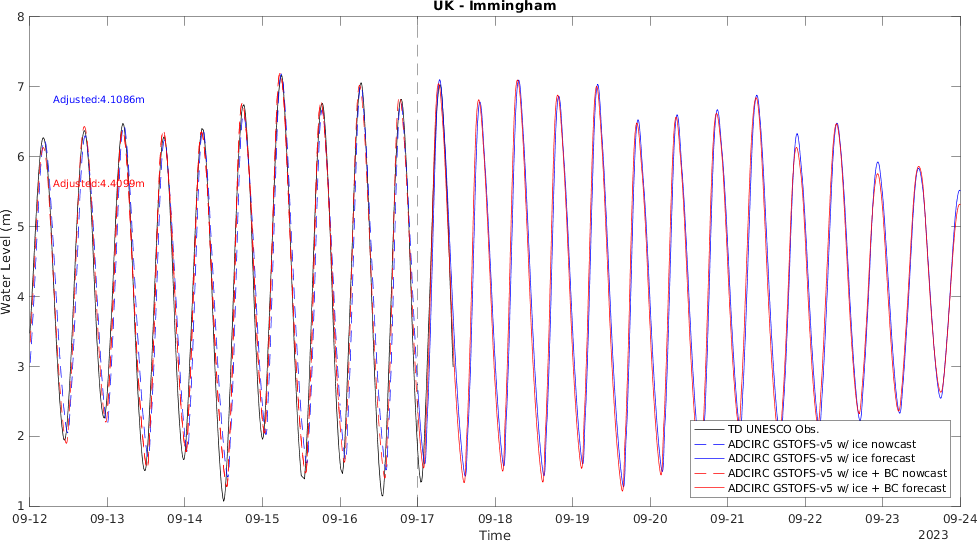 UK - Immingham
8
7
6
5
4
3
2
1
Water Level (m)
Adjusted:4.1086m
Adjusted:4.4099m
TD UNESCO Obs.
ADCIRC GSTOFS-v5 w/ ice nowcast
ADCIRC GSTOFS-v5 w/ ice forecast
ADCIRC GSTOFS-v5 w/ ice + BC nowcast
ADCIRC GSTOFS-v5 w/ ice + BC forecast
09-12 09-13 09-14 09-15 09-16 09-17 09-18 09-19 09-20 09-21 09-22 09-23 09-24
Time
2023